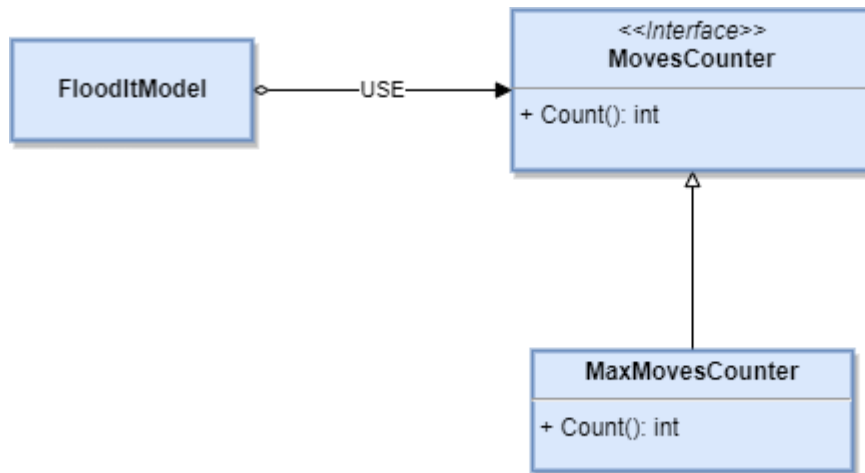 <<Interface>>
MovesCounter
FloodItModel
USE
+ Count(): int
MaxMovesCounter
+ Count(): int